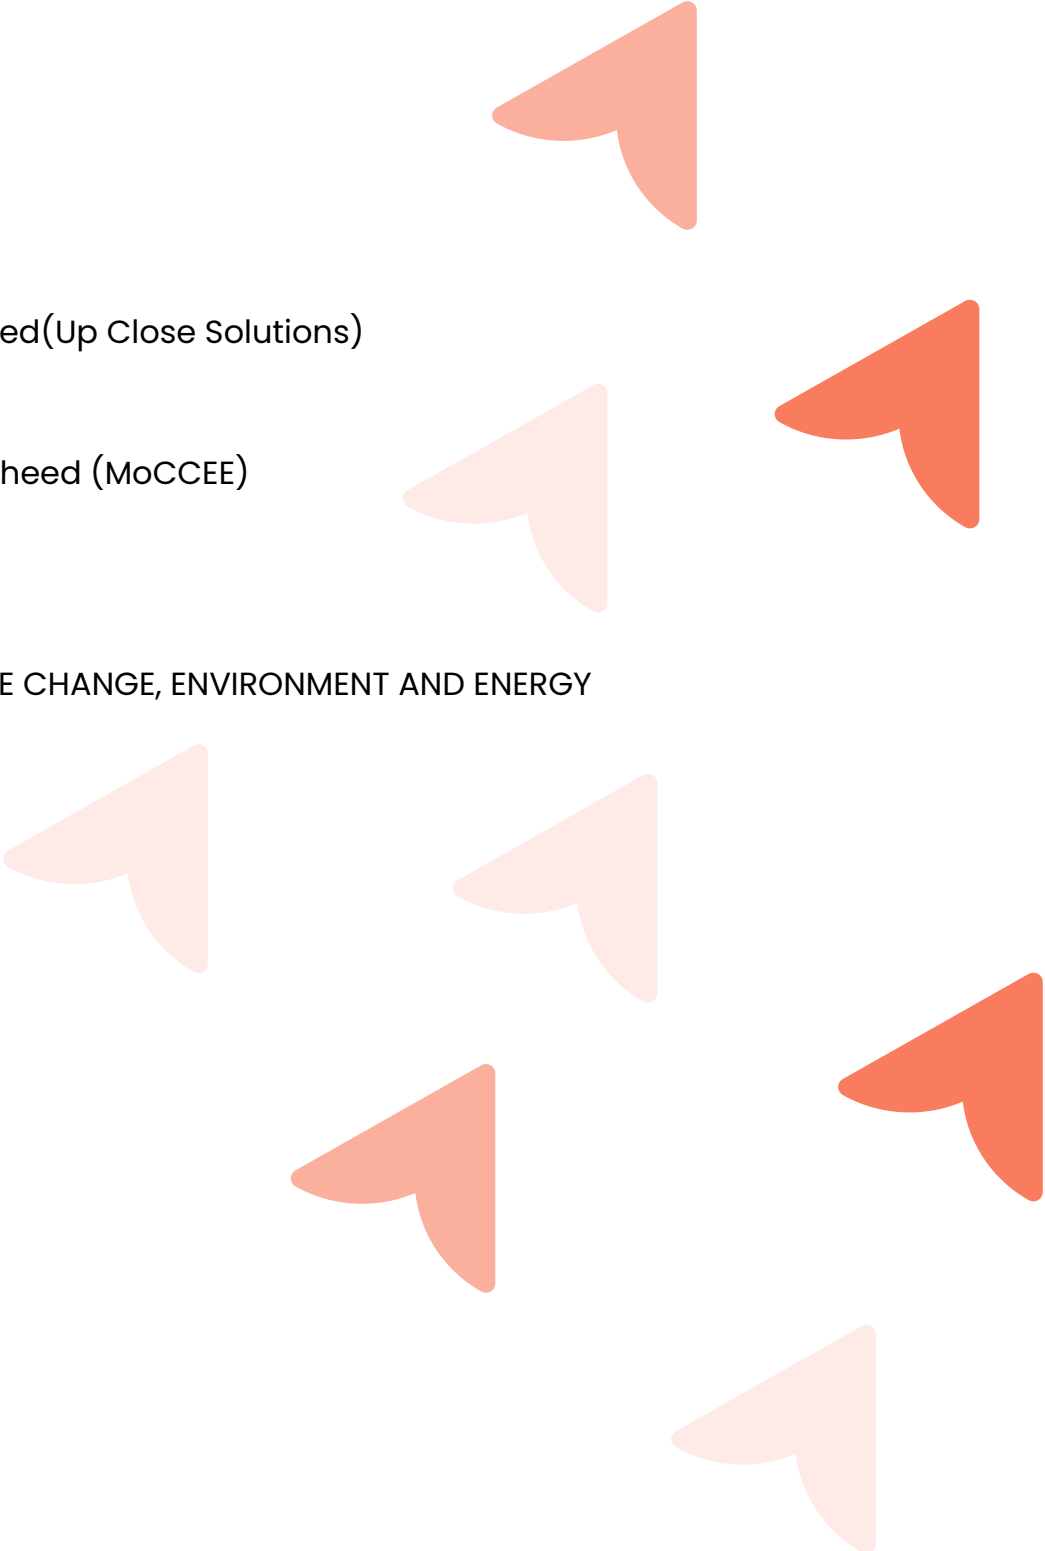 ed(Up Close Solutions)
heed (MoCCEE)
E CHANGE, ENVIRONMENT AND ENERGY